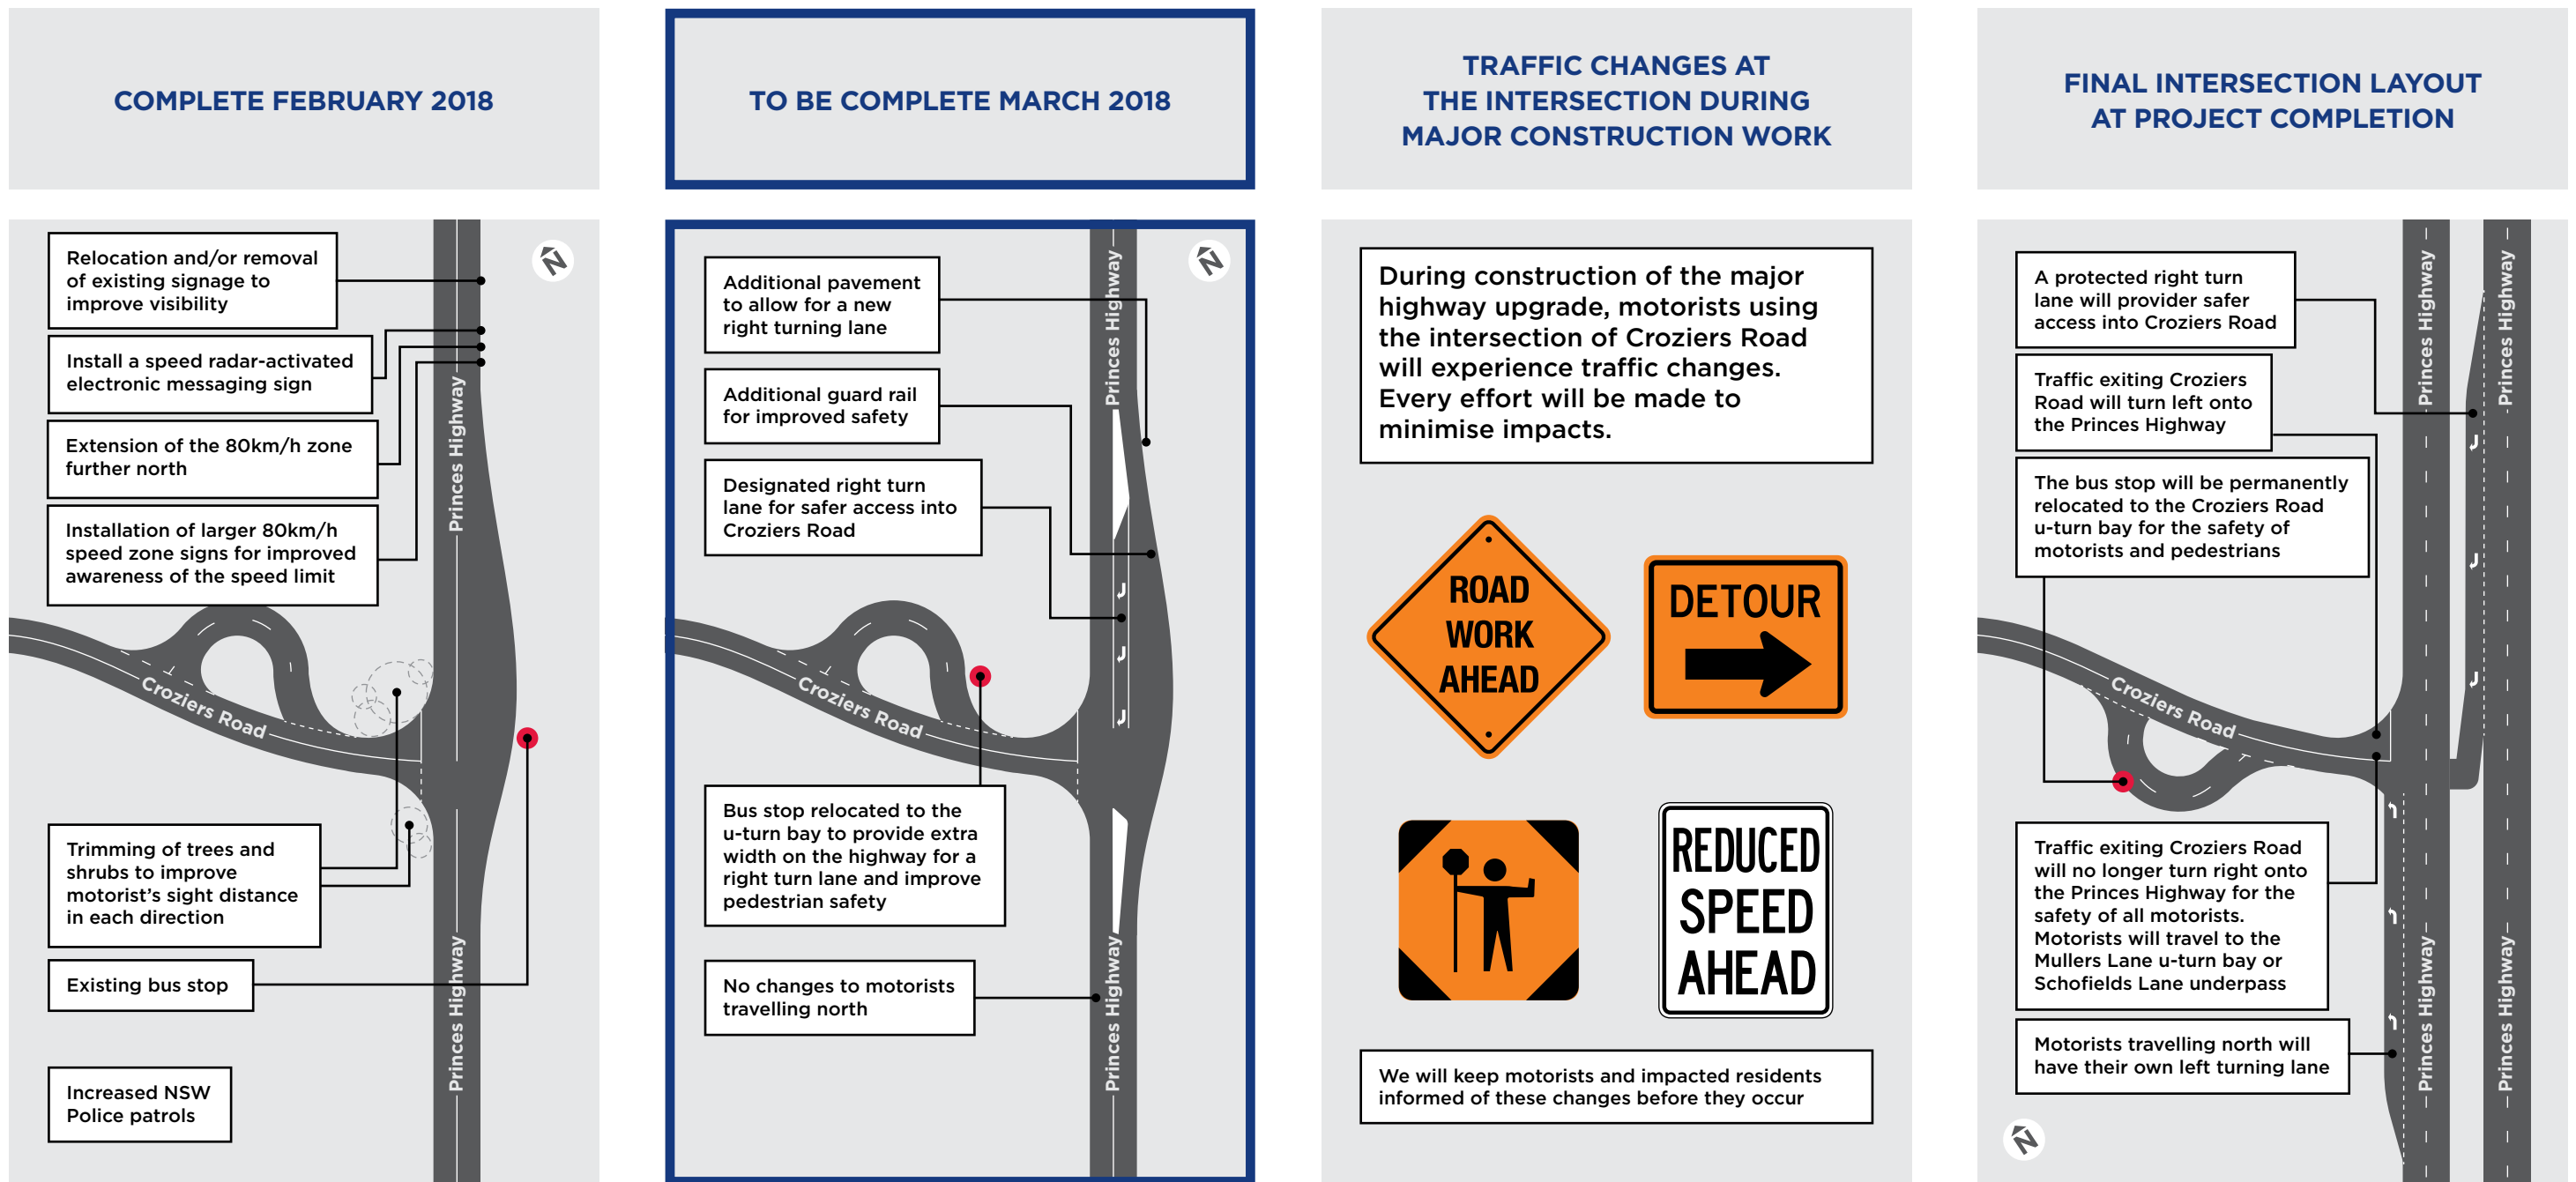 COMPLETE FEBRUARY 2018
Relocation and/or removal
of existing signage to
improve visibility
Install a speed radar-activated
electronic messaging sign
Extension of the 80km/h zone
further north
Installation of larger 80km/h
speed zone signs for improved
awareness of the speed limit
N
Princes Highway
Croziers Road
Trimming of trees and
shrubs to improve
motorist's sight distance
in each direction
Existing bus stop
Increased NSW
Police patrols
Princes Highway
TO BE COMPLETE MARCH 2018
Additional pavement
to allow for a new
right turning lane
Additional guard rail
for improved safety
Designated right turn
lane for safer access into
Croziers Road
N
Princes Highway
Croziers Road
Bus stop relocated to the
u-turn bay to provide extra
width on the highway for a
right turn lane and improve
pedestrian safety
No changes to motorists
travelling north
Princes Highway
TRAFFIC CHANGES AT
THE INTERSECTION DURING
MAJOR CONSTRUCTION WORK
During construction of the major
highway upgrade, motorists using
the intersection of Croziers Road
will experience traffic changes.
Every effort will be made to
minimise impacts.
ROAD
WORK
AHEAD
DETOUR
REDUCED
SPEED
AHEAD
We will keep motorists and impacted residents
informed of these changes before they occur
FINAL INTERSECTION LAYOUT
AT PROJECT COMPLETION
A protected right turn
lane will provider safer
access into Croziers Road
Traffic exiting Croziers
Road will turn left onto
the Princes Highway
The bus stop will be permanently
relocated to the Croziers Road
u-turn bay for the safety of
motorists and pedestrians
Princes Highway
Princes Highway
Croziers Road
Traffic exiting Croziers Road
will no longer turn right onto
the Princes Highway for the
safety of all motorists.
Motorists will travel to the
Mullers Lane u-turn bay or
Schofields Lane underpass
Motorists travelling north will
have their own left turning lane
Princes Highway
Princes Highway
N